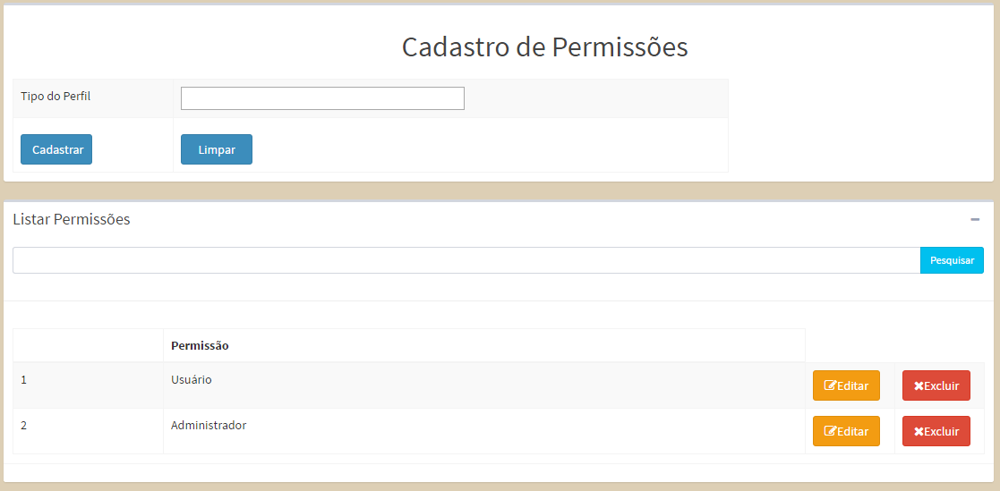 Cadastro de Permissões
Tipo do Perfil
Cadastrar Limpar
Listar Permissões
Pesquisar
Permissão
1 Usuário Editar Excluir
2 Administrador Editar Excluir